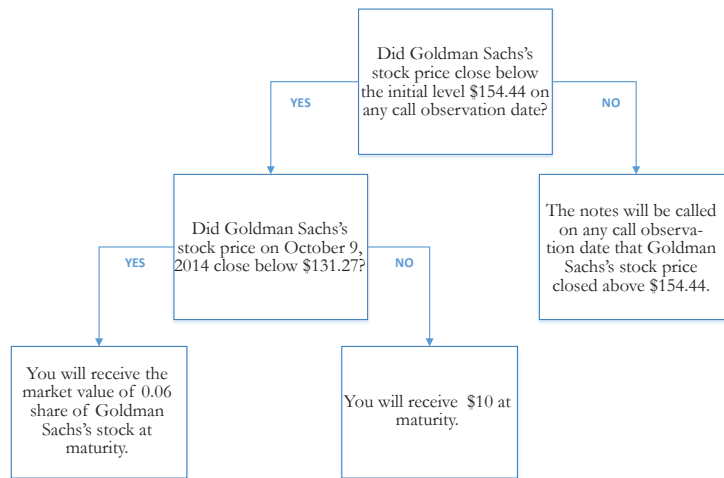 Did Goldman Sachs's
stock price close below
the initial level $154.44 on
any call observation date?
YES
NO
Did Goldman Sachs's
stock price on October 9,
2014 close below $131.27?
The notes will be called
on any call observa-
tion date that Goldman
Sachs's stock price
closed above $154.44.
YES
NO
You will receive the
market value of 0.06
share of Goldman
Sachs's stock at
maturity.
You will receive $10 at
maturity.